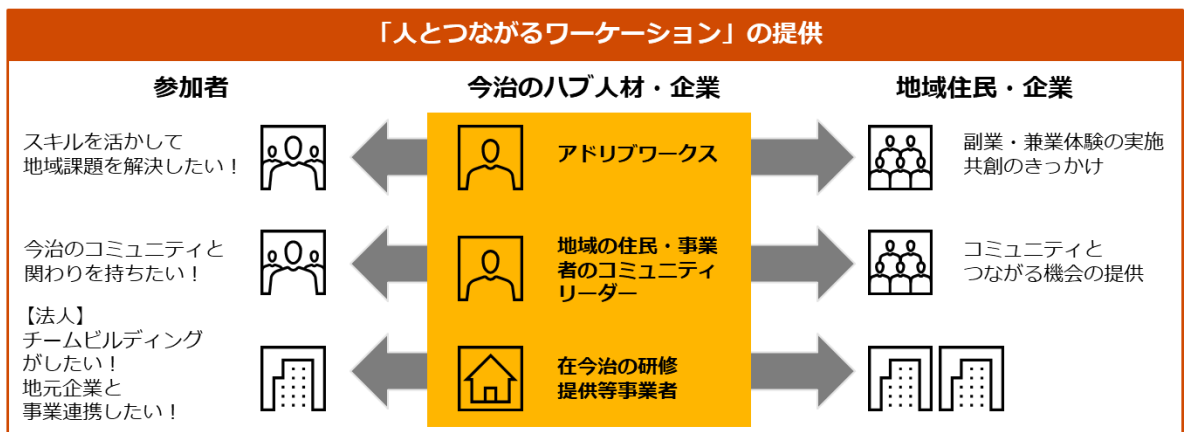 「人とつながるワーケーション」の提供
参加者
今治のハブ人材・企業
地域住民・企業
スキルを活かして
地域課題を解決したい！
アドリブワークス
副業・兼業体験の実施
共創のきっかけ
今治のコミュニティと
関わりを持ちたい！
地域の住民・事業
者のコミュニティ
リーダー
コミュニティと
つながる機会の提供
【法人】
チームビルディング
がしたい！
地元企業と
事業連携したい！
在今治の研修
提供等事業者